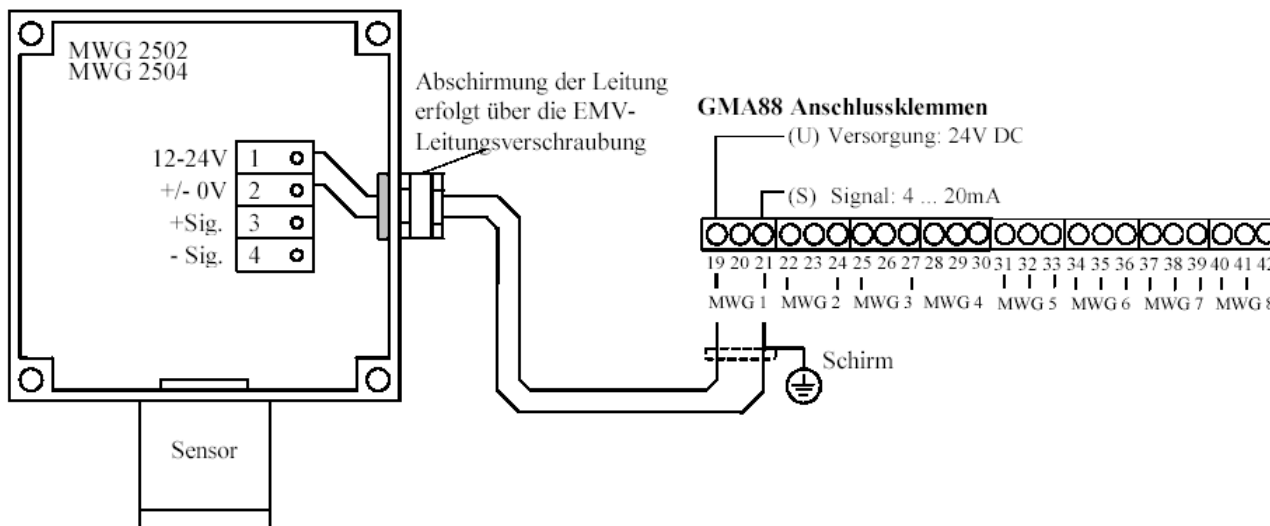 MWG 2502
MWG 2504
12-24V 1
+/- 0V 2
+Sig. 3
- Sig. 4
Sensor
Abschirmung der Leitung
erfolgt über die EMV-
Leitungsverschraubung
GMA88 Anschlussklemmen
(U) Versorgung: 24V DC
(S) Signal: 4 ... 20mA
19 20 21 22 23 24 25 26 27 28 29 30 31 32 33 34 35 36 37 38 39 40 41 42
MWG 1 MWG 2 MWG 3 MWG 4 MWG 5 MWG 6 MWG 7 MWG 8
Schirm